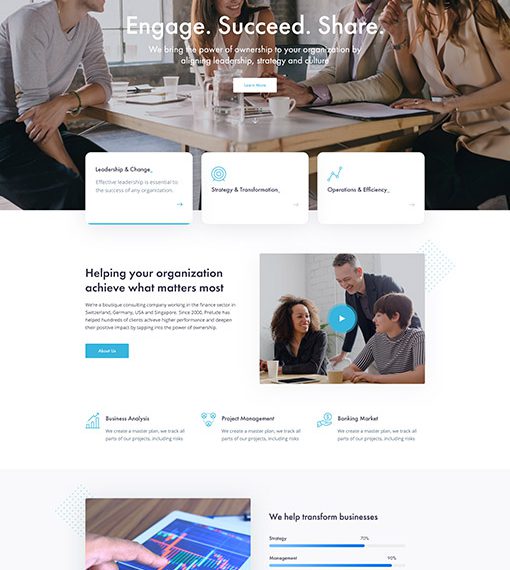 Engage. Succeed. Share.
We bring the power of ownership to your organization by
aligning leadership, strategy and culture
Learn More
Leadership & Change_
Effective leadership is essential to
the success of any organization.
Strategy & Transformation_
Operations & Efficiency_
Helping your organization
achieve what matters most
We're a boutique consulting company working in the finance sector in
Switzerland, Germany, USA and Singapore. Since 2000, Prelude has
helped hundreds of clients achieve higher performance and deepen
their positive impact by tapping into the power of ownership.
About Us
Business Analysis
We create a master plan, we track all
parts of our projects, including risks
Project Management
We create a master plan, we track all
parts of our projects, including risks
Banking Market
We create a master plan, we track all
parts of our projects, including risks
We help transform businesses
Strategy 70%
Management 90%